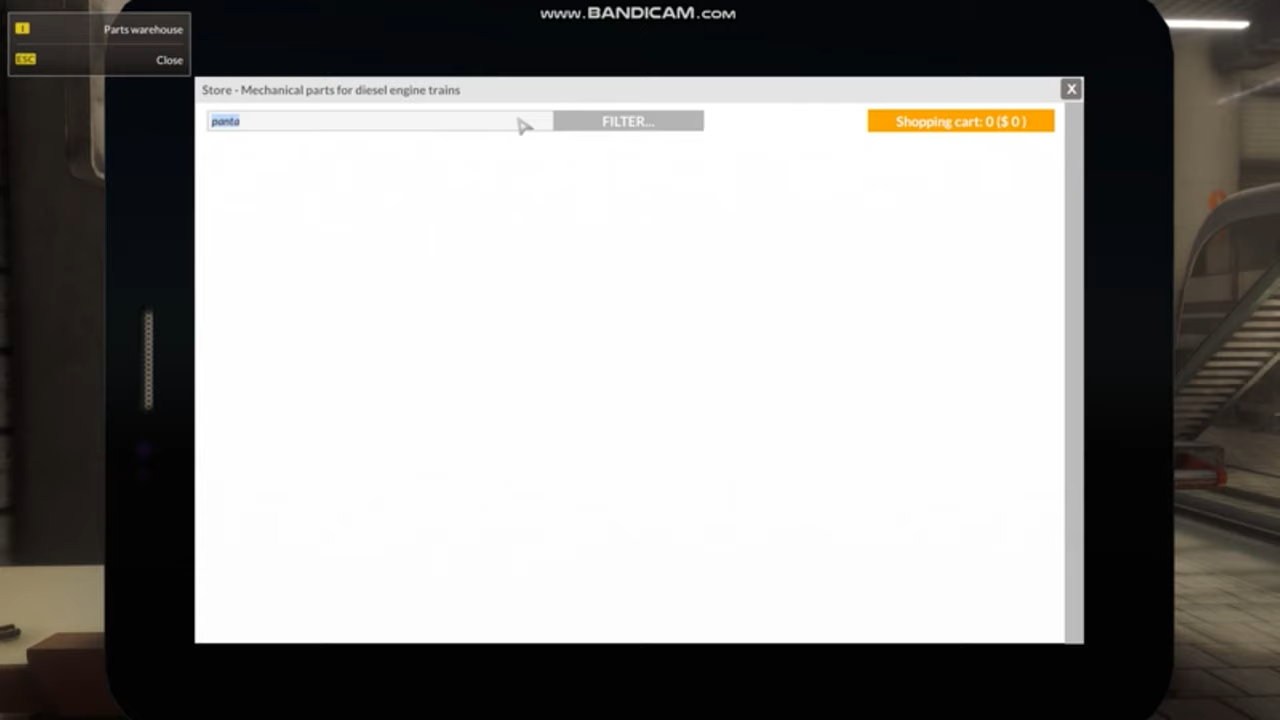 www.BANDICAM.com
I Parts warehouse
ESC Close
Store - Mechanical parts for diesel engine trains
X
panta
FILTER...
Shopping cart: 0 ($ 0 )